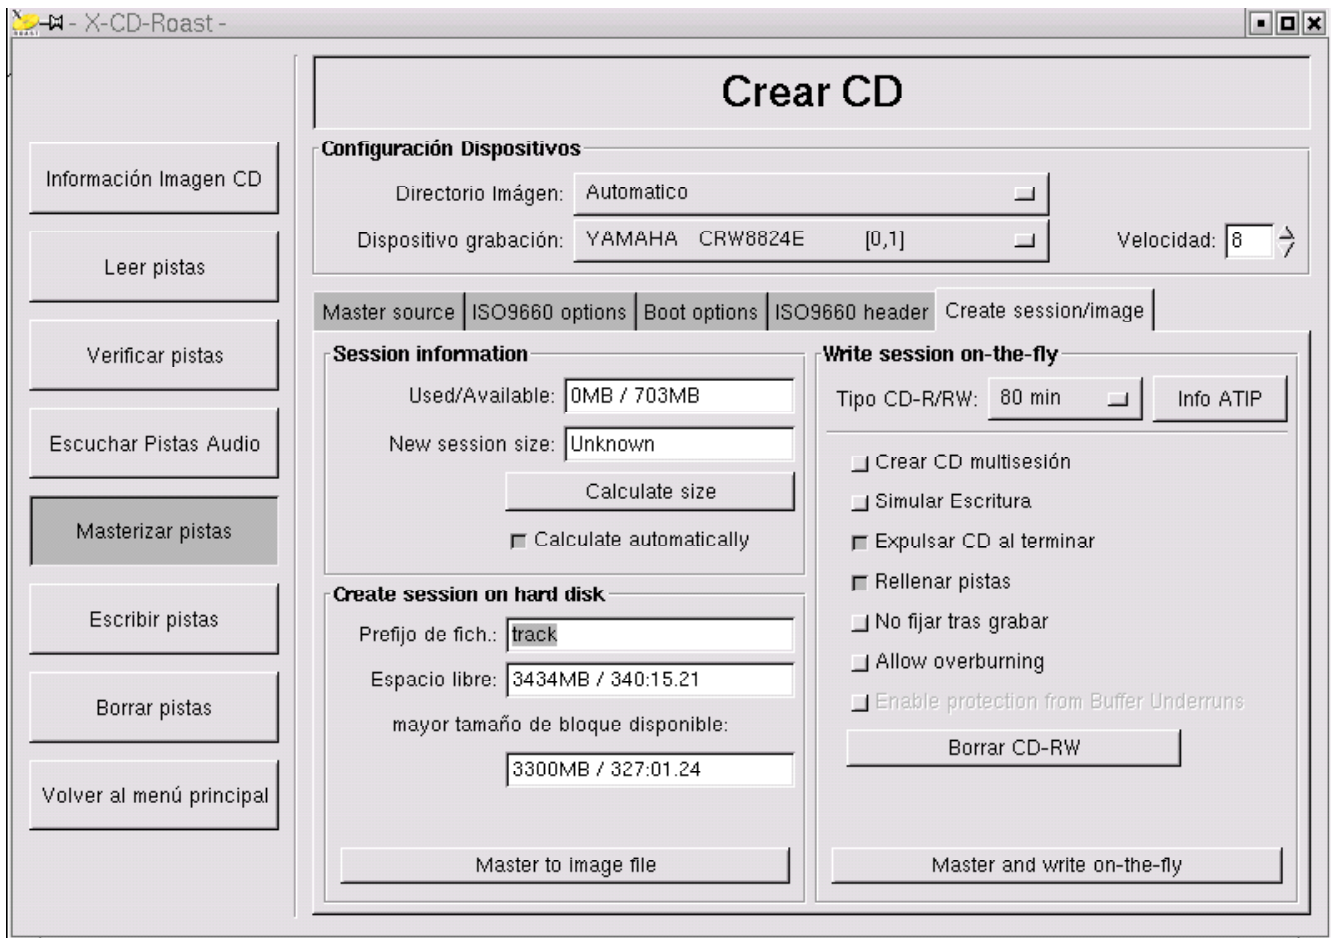 - X-CD-Roast -
Crear CD
Configuración Dispositivos
Directorio Imágen: Automatico
Dispositivo grabación: YAMAHA CRW8824E [0,1] Velocidad: 8
Información Imagen CD
Leer pistas
Verificar pistas
Escuchar Pistas Audio
Masterizar pistas
Escribir pistas
Borrar pistas
Volver al menú principal
Master source ISO9660 options Boot options ISO9660 header Create session/image
Session information
Used/Available: 0MB / 703MB
New session size: Unknown
Calculate size
Calculate automatically
Create session on hard disk
Prefijo de fich.: track
Espacio libre: 3434MB / 340:15.21
mayor tamaño de bloque disponible:
3300MB / 327:01.24
Master to image file
Write session on-the-fly
Tipo CD-R/RW: 80 min Info ATIP
Crear CD multisesión
Simular Escritura
Expulsar CD al terminar
Rellenar pistas
No fijar tras grabar
Allow overburning
Enable protection from Buffer Underruns
Borrar CD-RW
Master and write on-the-fly